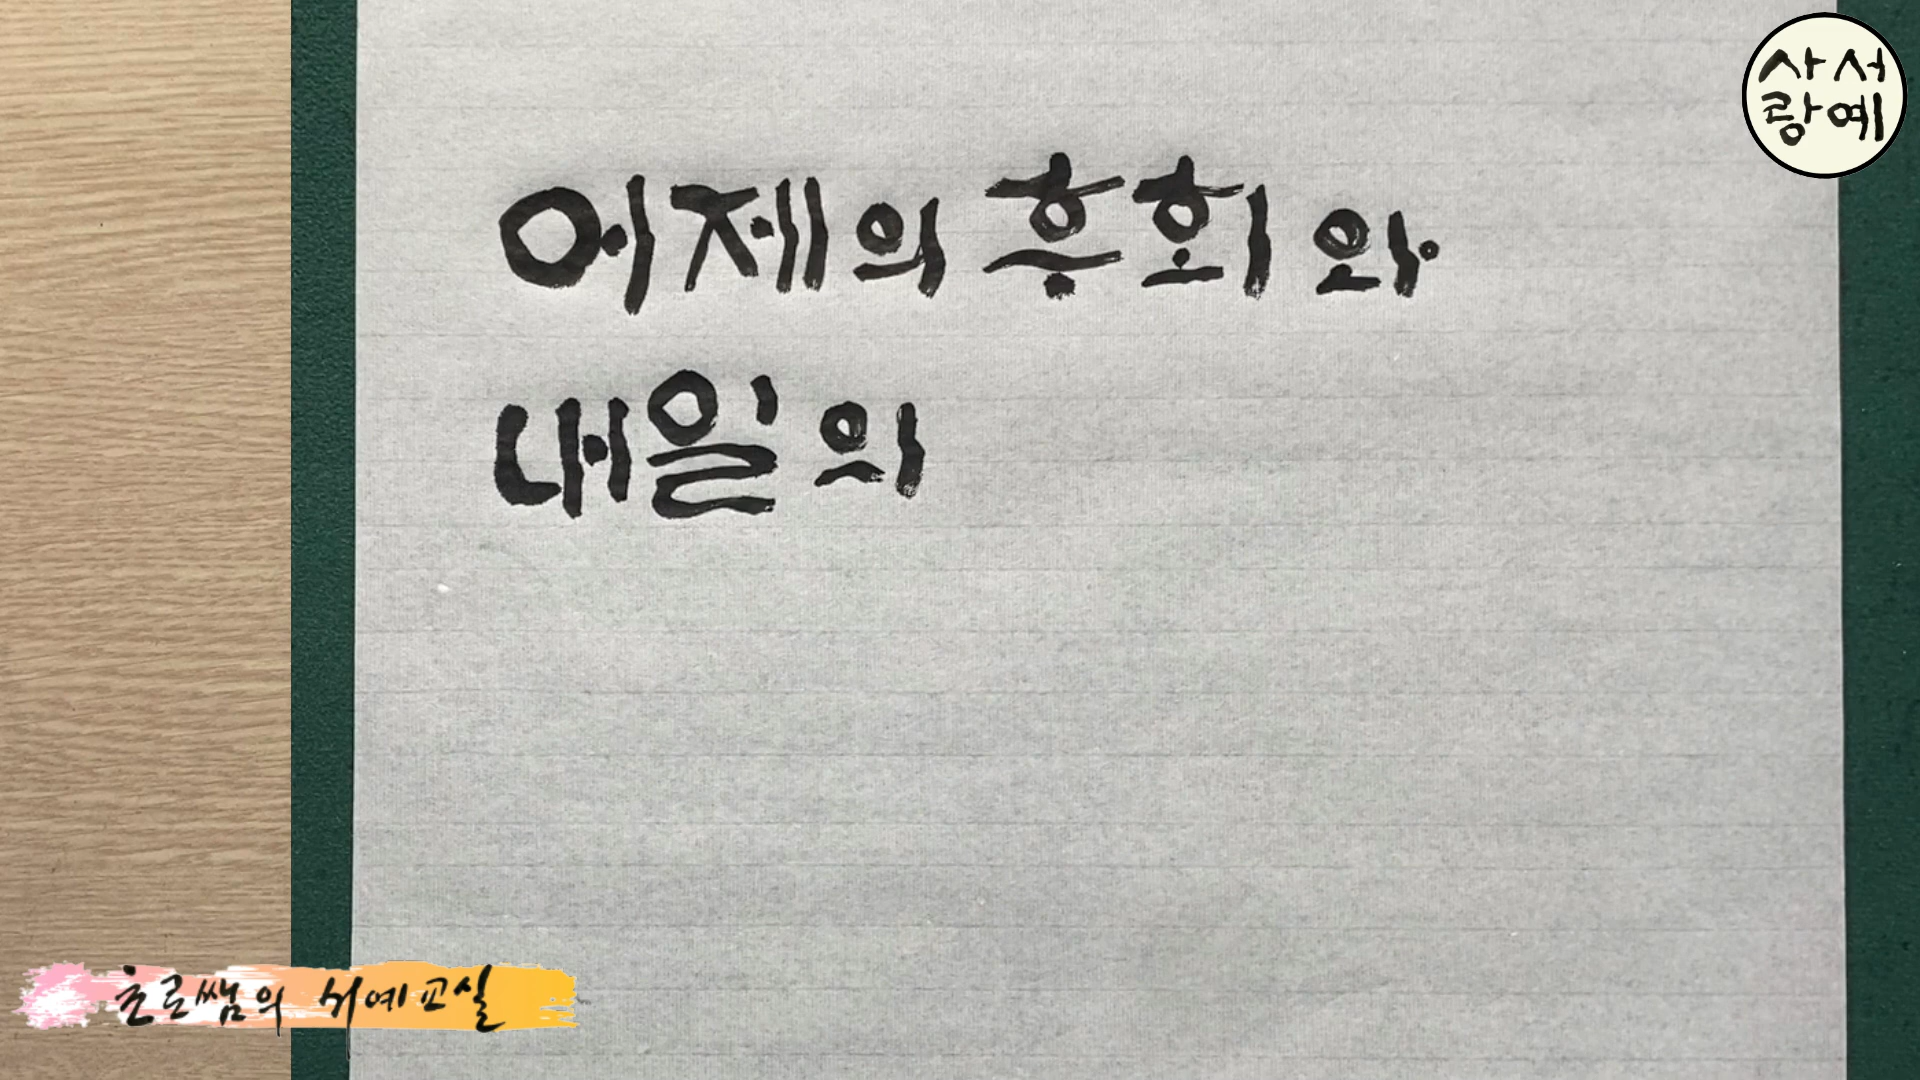 어제의 후회와
내일의
사서
랑예
초로쌤의 서예교실